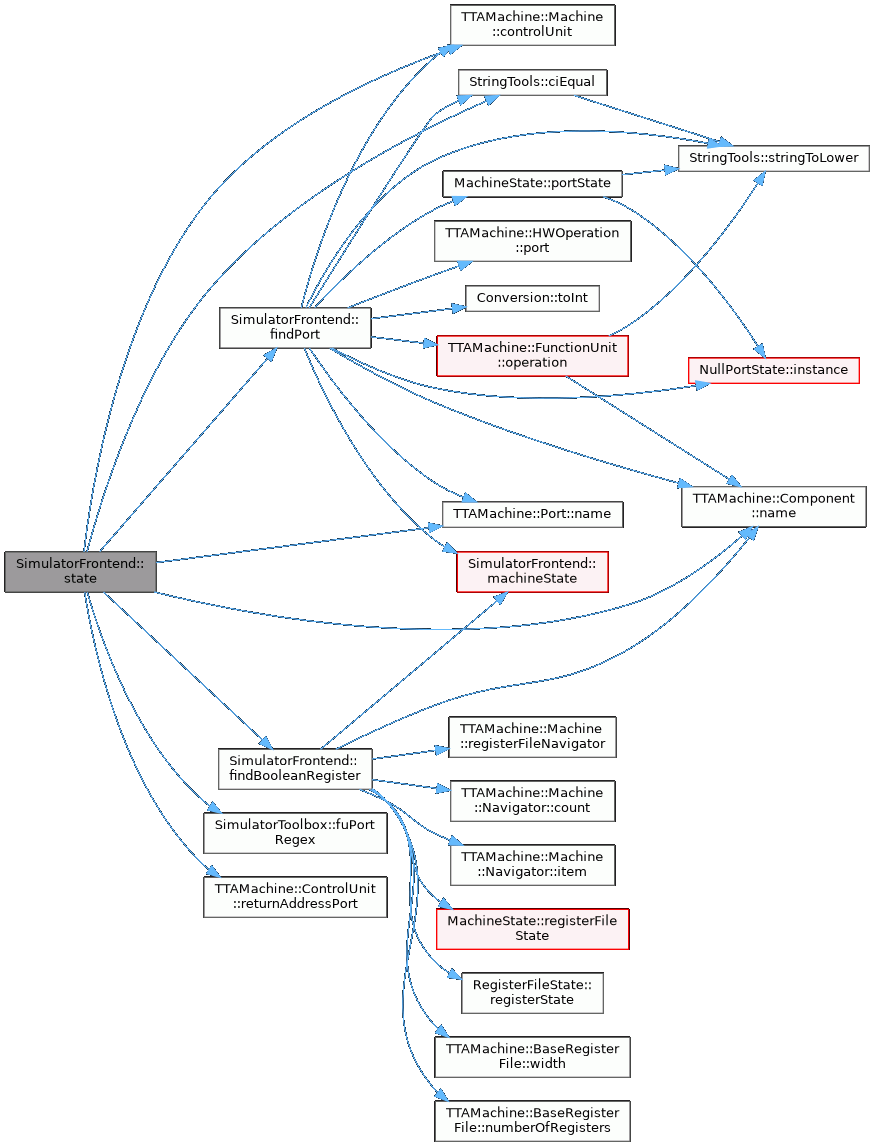 TTAMachine::Machine
::controlUnit
StringTools::ciEqual
StringTools::stringToLower
MachineState::portState
TTAMachine::HWOperation
::port
Conversion::toInt
SimulatorFrontend::
findPort
TTAMachine::FunctionUnit
::operation
NullPortState::instance
TTAMachine::Component
::name
TTAMachine::Port::name
SimulatorFrontend::
state
SimulatorFrontend::
machineState
TTAMachine::Machine
::registerFileNavigator
SimulatorFrontend::
findBooleanRegister
TTAMachine::Machine
::Navigator::count
SimulatorToolbox::fuPort
Regex
TTAMachine::Machine
::Navigator::item
TTAMachine::ControlUnit
::returnAddressPort
MachineState::registerFile
State
RegisterFileState::
registerState
TTAMachine::BaseRegister
File::width
TTAMachine::BaseRegister
File::numberOfRegisters